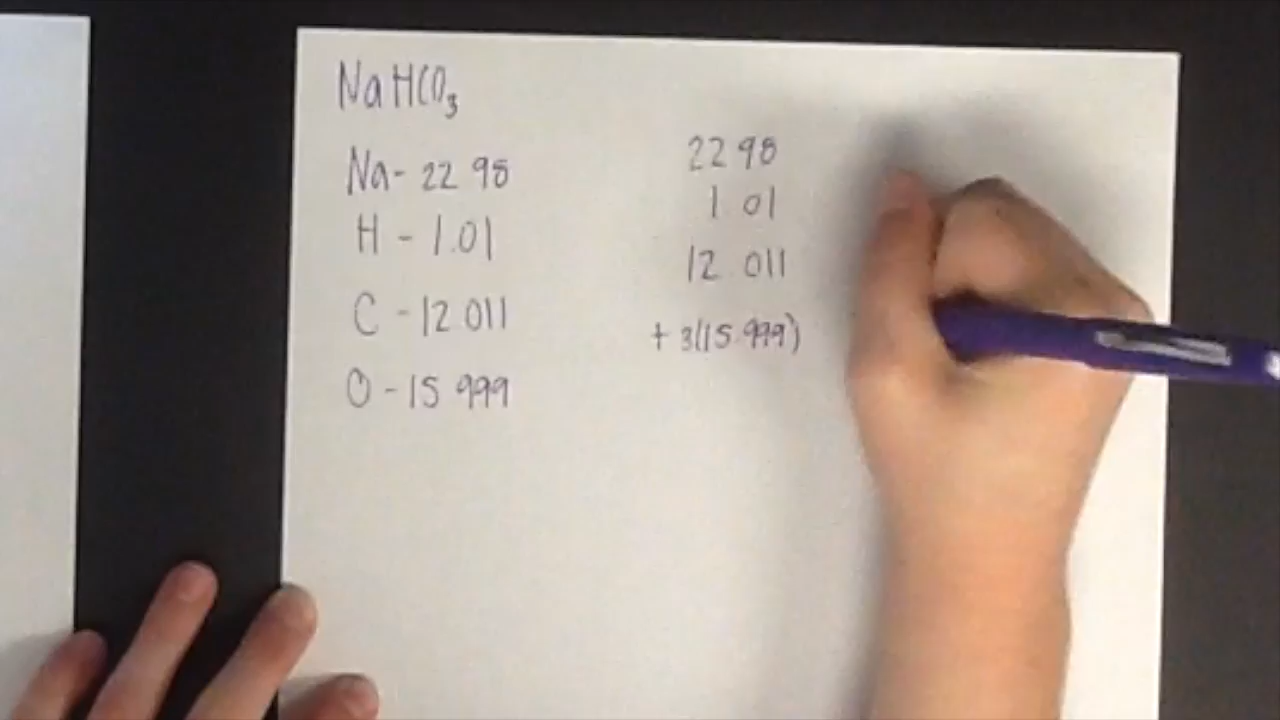 NaHCO₃
Na- 22 98
H - 1.01
C - 12 011
O - 15 999
22 98
1 01
12 . 011
+ 3(15.999)